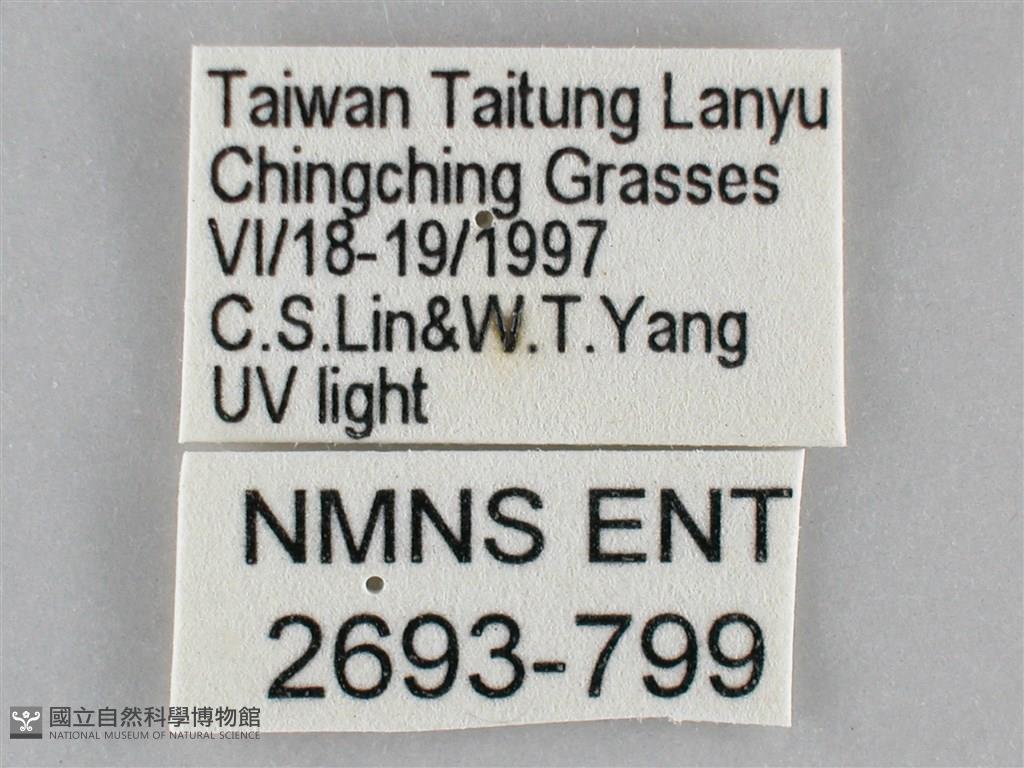 Taiwan Taitung Lanyu
Chingching Grasses
VI/18-19/1997
C.S.Lin&W.T.Yang
UV light
NMNS ENT
2693-799
國立自然科學博物館
NATIONAL MUSEUM OF NATURAL SCIENCE